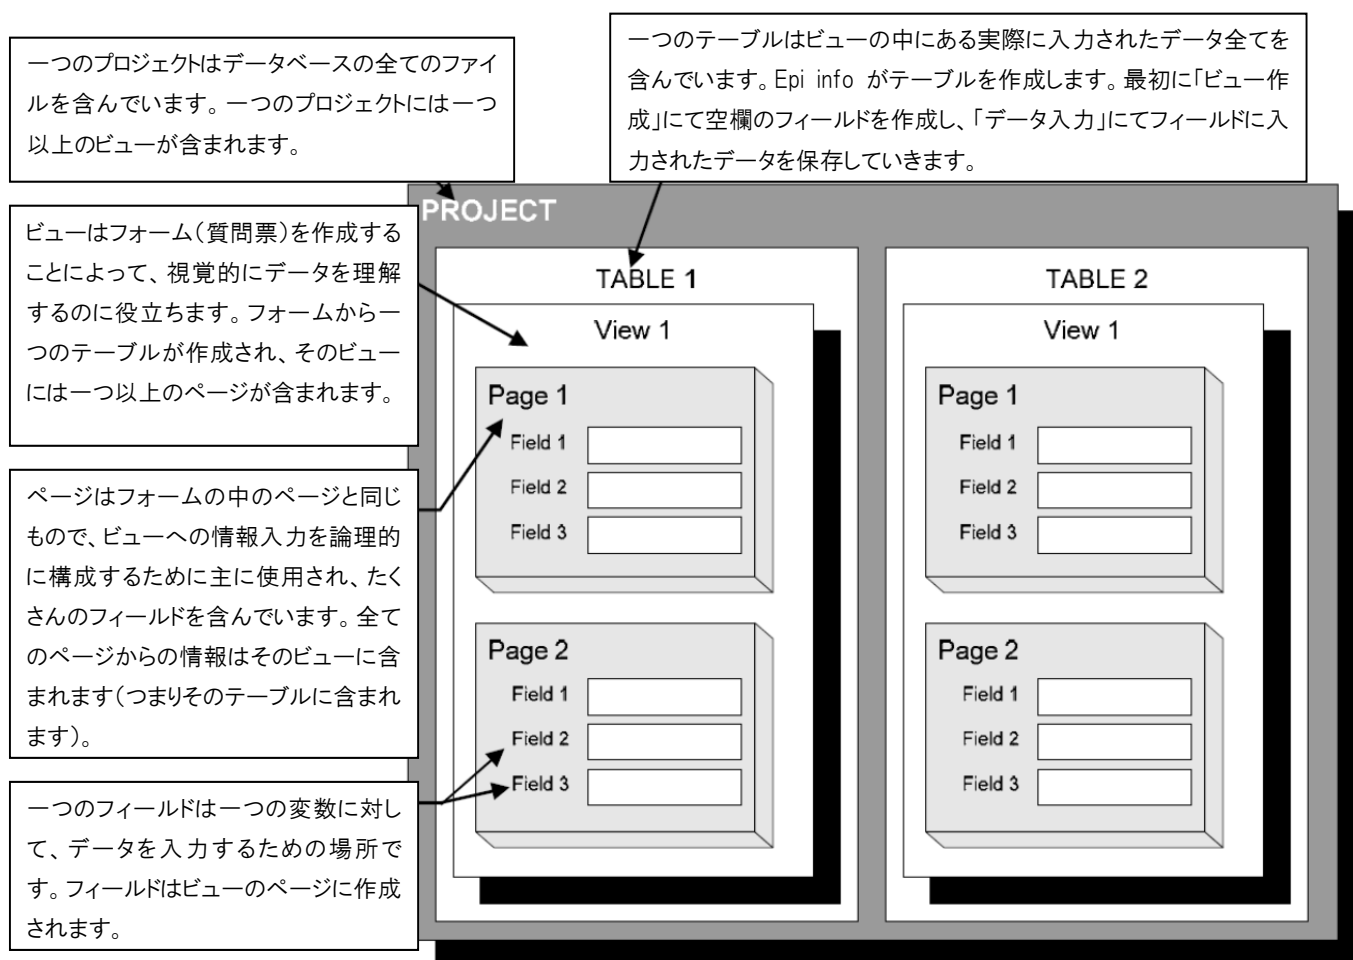 一つのプロジェクトはデータベースの全てのファイ
ルを含んでいます。一つのプロジェクトには一つ
以上のビューが含まれます。
一つのテーブルはビューの中にある実際に入力されたデータ全てを
含んでいます。Epi info がテーブルを作成します。最初に「ビュー作
成」にて空欄のフィールドを作成し、「データ入力」にてフィールドに入
力されたデータを保存していきます。
ビューはフォーム(質問票)を作成する
ことによって、視覚的にデータを理解
するのに役立ちます。フォームから一
つのテーブルが作成され、そのビュー
には一つ以上のページが含まれます。
ページはフォームの中のページと同じ
もので、ビューへの情報入力を論理的
に構成するために主に使用され、たく
さんのフィールドを含んでいます。全て
のページからの情報はそのビューに含
まれます(つまりそのテーブルに含まれ
ます)。
一つのフィールドは一つの変数に対し
て、データを入力するための場所で
す。フィールドはビューのページに作成
されます。
PROJECT
TABLE 1
View 1
Page 1
Field 1
Field 2
Field 3
Page 2
Field 1
Field 2
Field 3
TABLE 2
View 1
Page 1
Field 1
Field 2
Field 3
Page 2
Field 1
Field 2
Field 3